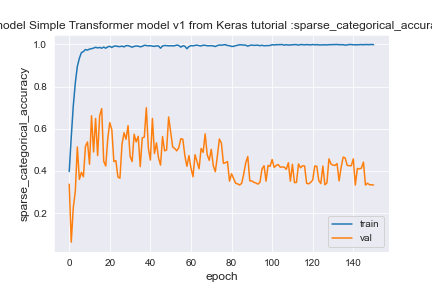 model Simple Transformer model v1 from Keras tutorial :sparse_categorical_accura
1.0
0.8
0.6
0.4
0.2
sparse_categorical_accuracy
0 20 40 60 80 100 120 140
epoch
train
val